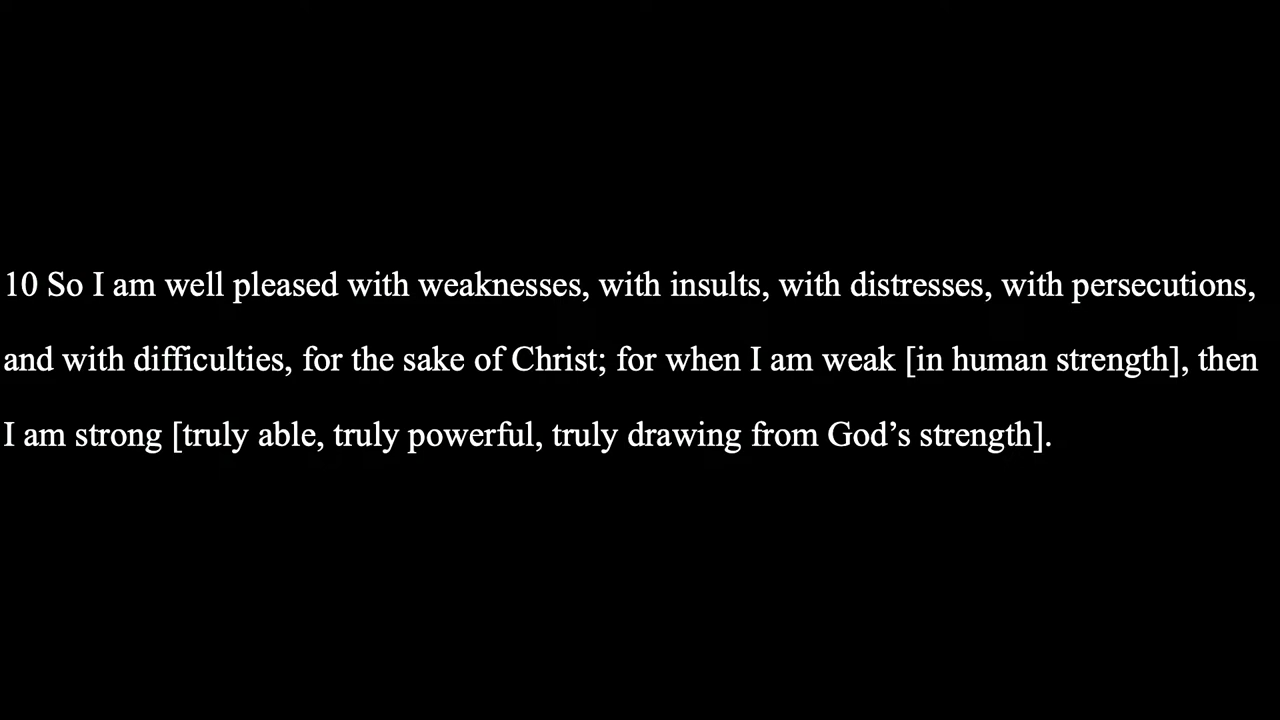 10 So I am well pleased with weaknesses, with insults, with distresses, with persecutions,
and with difficulties, for the sake of Christ; for when I am weak [in human strength], then
I am strong [truly able, truly powerful, truly drawing from God’s strength].